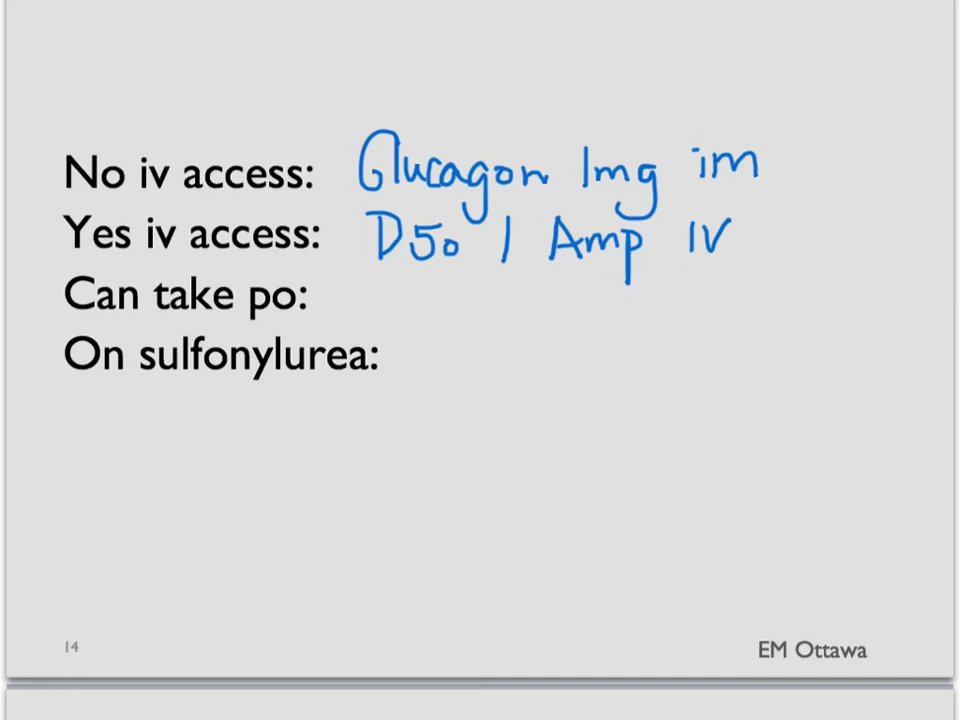 No iv access: Glucagon 1mg im
Yes iv access: D50 1 Amp IV
Can take po:
On sulfonylurea:
14
EM Ottawa